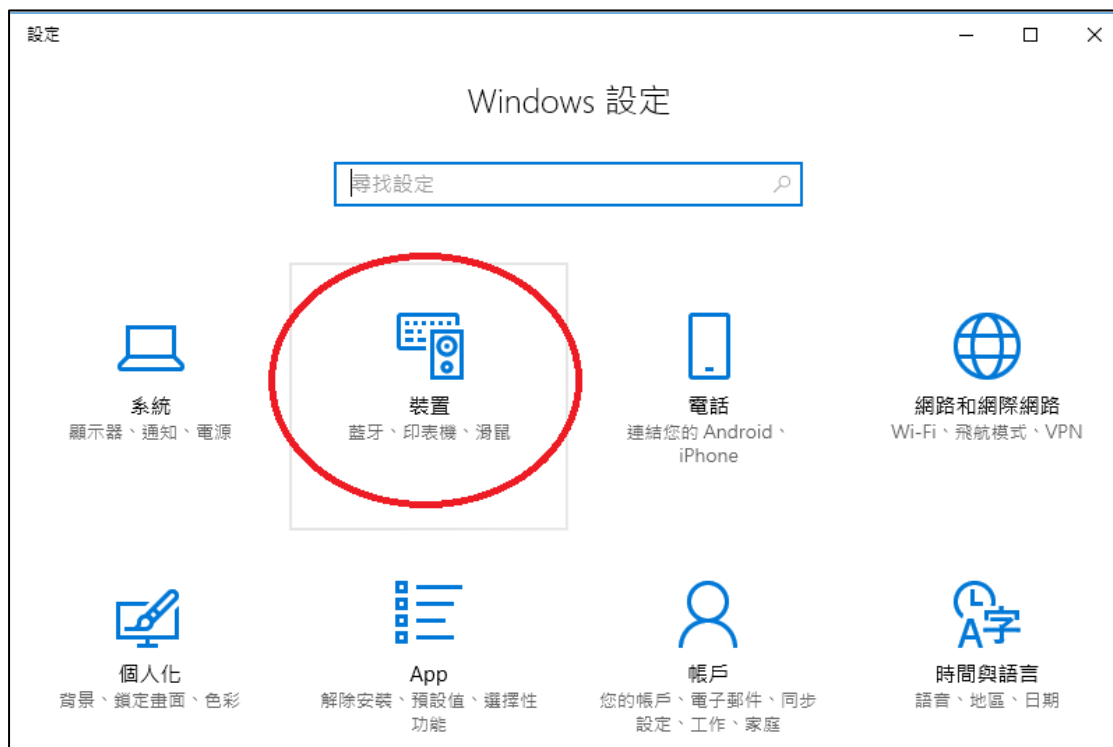 設定
Windows 設定
尋找設定
系統
顯示器、通知、電源
裝置
藍牙、印表機、滑鼠
電話
連結您的 Android、
iPhone
網路和網際網路
Wi-Fi、飛航模式、VPN
個人化
背景、鎖定畫面、色彩
App
解除安裝、預設值、選擇性
功能
帳戶
您的帳戶、電子郵件、同步
設定、工作、家庭
時間與語言
語音、地區、日期